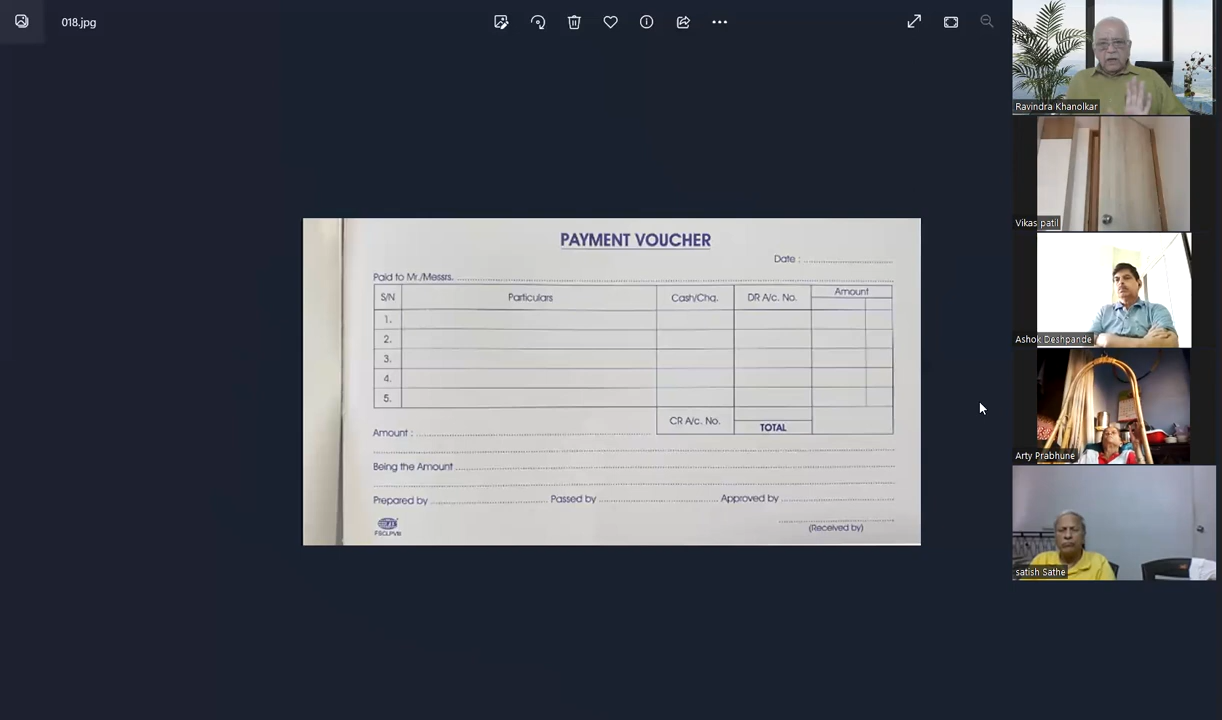 018.jpg
PAYMENT VOUCHER
Date :
Paid to Mr./Messrs.
S/N Particulars Cash/Chq. DR A/c. No. Amount
1.
2.
3.
4.
5.
CR A/c. No. TOTAL
Amount :
Being the Amount
Prepared by Passed by Approved by
(Received by)
Ravindra Khanolkar
Vikas patil
Ashok Deshpande
Arty Prabhune
satish Sathe